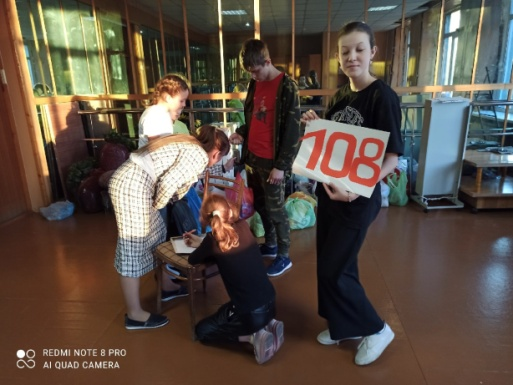 108
REDMI NOTE 8 PRO
AI QUAD CAMERA